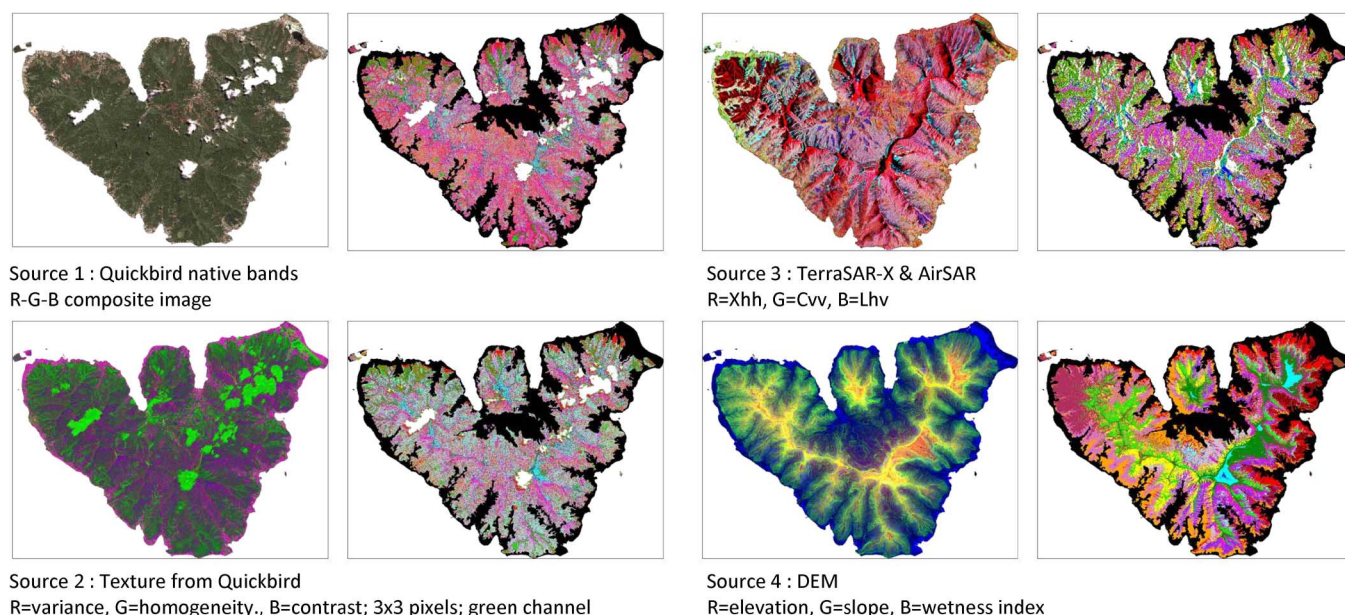 Source 1 : Quickbird native bands
R-G-B composite image
Source 3 : TerraSAR-X & AirSAR
R=Xhh, G=Cvv, B=Lhv
Source 2 : Texture from Quickbird
R=variance, G=homogeneity., B=contrast; 3x3 pixels; green channel
Source 4 : DEM
R=elevation, G=slope, B=wetness index